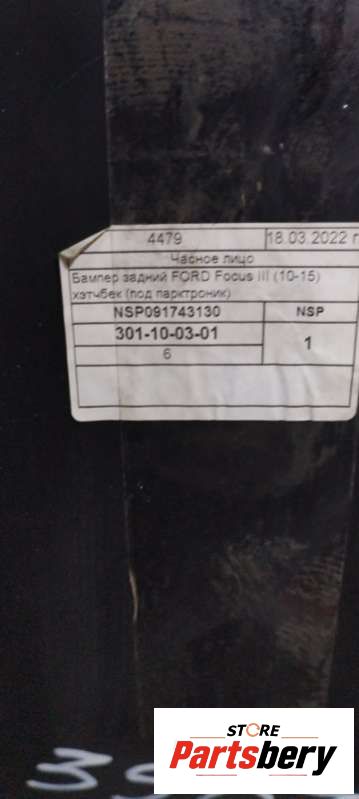 4479 18.03.2022 г
Часное лицо
Бампер задний FORD Focus III (10-15)
хэтчбек (под парктроник)
NSP091743130 NSP
301-10-03-01 1
6
STORE
Partsbery